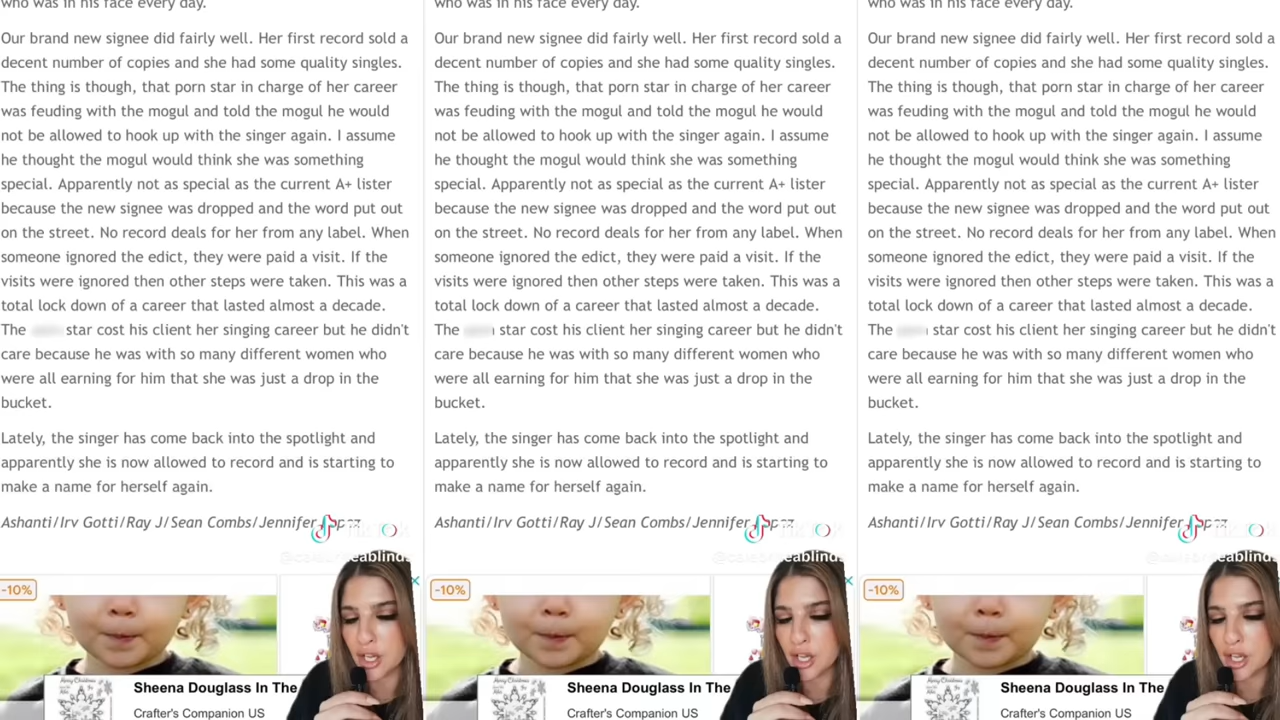 who was in his face every day.
Our brand new signee did fairly well. Her first record sold a
decent number of copies and she had some quality singles.
The thing is though, that porn star in charge of her career
was feuding with the mogul and told the mogul he would
not be allowed to hook up with the singer again. I assume
he thought the mogul would think she was something
special. Apparently not as special as the current A+ lister
because the new signee was dropped and the word put out
on the street. No record deals for her from any label. When
someone ignored the edict, they were paid a visit. If the
visits were ignored then other steps were taken. This was a
total lock down of a career that lasted almost a decade.
The star cost his client her singing career but he didn't
care because he was with so many different women who
were all earning for him that she was just a drop in the
bucket.
Lately, the singer has come back into the spotlight and
apparently she is now allowed to record and is starting to
make a name for herself again.
Ashanti/Irv Gotti/Ray J/Sean Combs/Jennifer
-10%
Sheena Douglass In The
Crafter's Companion US
who was in his face every day.
Our brand new signee did fairly well. Her first record sold a
decent number of copies and she had some quality singles.
The thing is though, that porn star in charge of her career
was feuding with the mogul and told the mogul he would
not be allowed to hook up with the singer again. I assume
he thought the mogul would think she was something
special. Apparently not as special as the current A+ lister
because the new signee was dropped and the word put out
on the street. No record deals for her from any label. When
someone ignored the edict, they were paid a visit. If the
visits were ignored then other steps were taken. This was a
total lock down of a career that lasted almost a decade.
The star cost his client her singing career but he didn't
care because he was with so many different women who
were all earning for him that she was just a drop in the
bucket.
Lately, the singer has come back into the spotlight and
apparently she is now allowed to record and is starting to
make a name for herself again.
Ashanti/Irv Gotti/Ray J/Sean Combs/Jennifer
-10%
Sheena Douglass In The
Crafter's Companion US
who was in his face every day.
Our brand new signee did fairly well. Her first record sold a
decent number of copies and she had some quality singles.
The thing is though, that porn star in charge of her career
was feuding with the mogul and told the mogul he would
not be allowed to hook up with the singer again. I assume
he thought the mogul would think she was something
special. Apparently not as special as the current A+ lister
because the new signee was dropped and the word put out
on the street. No record deals for her from any label. When
someone ignored the edict, they were paid a visit. If the
visits were ignored then other steps were taken. This was a
total lock down of a career that lasted almost a decade.
The star cost his client her singing career but he didn't
care because he was with so many different women who
were all earning for him that she was just a drop in the
bucket.
Lately, the singer has come back into the spotlight and
apparently she is now allowed to record and is starting to
make a name for herself again.
Ashanti/Irv Gotti/Ray J/Sean Combs/Jennifer
-10%
Sheena Douglass In The
Crafter's Companion US